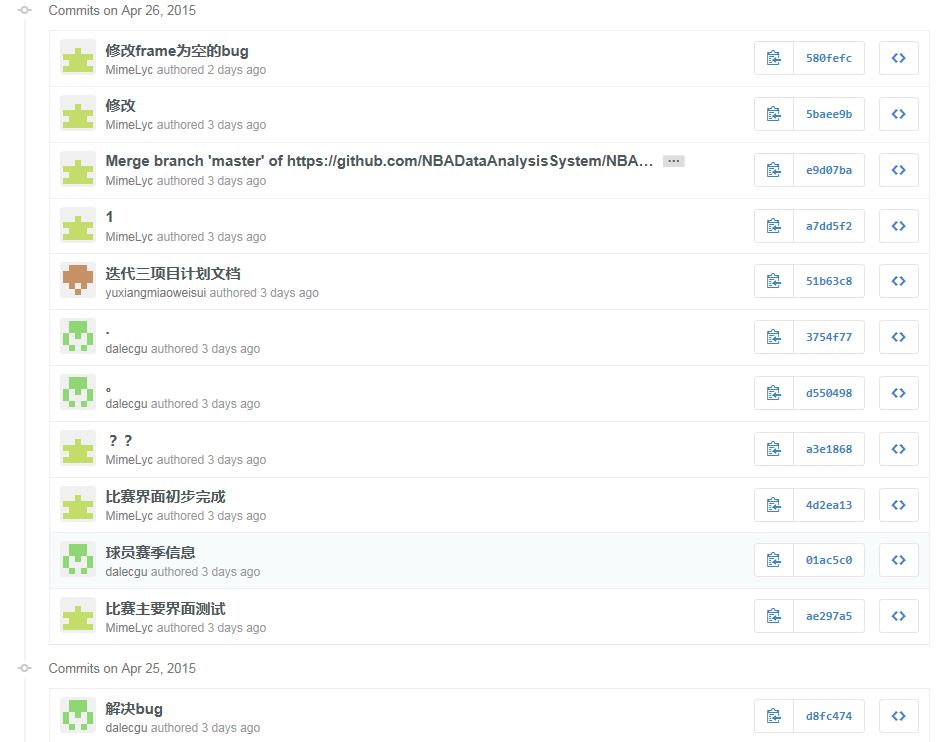 Commits on Apr 26, 2015
修改frame为空的bug
MimeLyc authored 2 days ago
580fefc
修改
MimeLyc authored 3 days ago
5baee9b
Merge branch 'master' of https://github.com/NBADataAnalysisSystem/NBA… …
MimeLyc authored 3 days ago
e9d07ba
1
MimeLyc authored 3 days ago
a7dd5f2
迭代三项目计划文档
yuxiangmiaoweisui authored 3 days ago
51b63c8
.
dalecgu authored 3 days ago
3754f77
。
dalecgu authored 3 days ago
d550498
？？
MimeLyc authored 3 days ago
a3e1868
比赛界面初步完成
MimeLyc authored 3 days ago
4d2ea13
球员赛季信息
dalecgu authored 3 days ago
01ac5c0
比赛主要界面测试
MimeLyc authored 3 days ago
ae297a5
Commits on Apr 25, 2015
解决bug
dalecgu authored 3 days ago
d8fc474